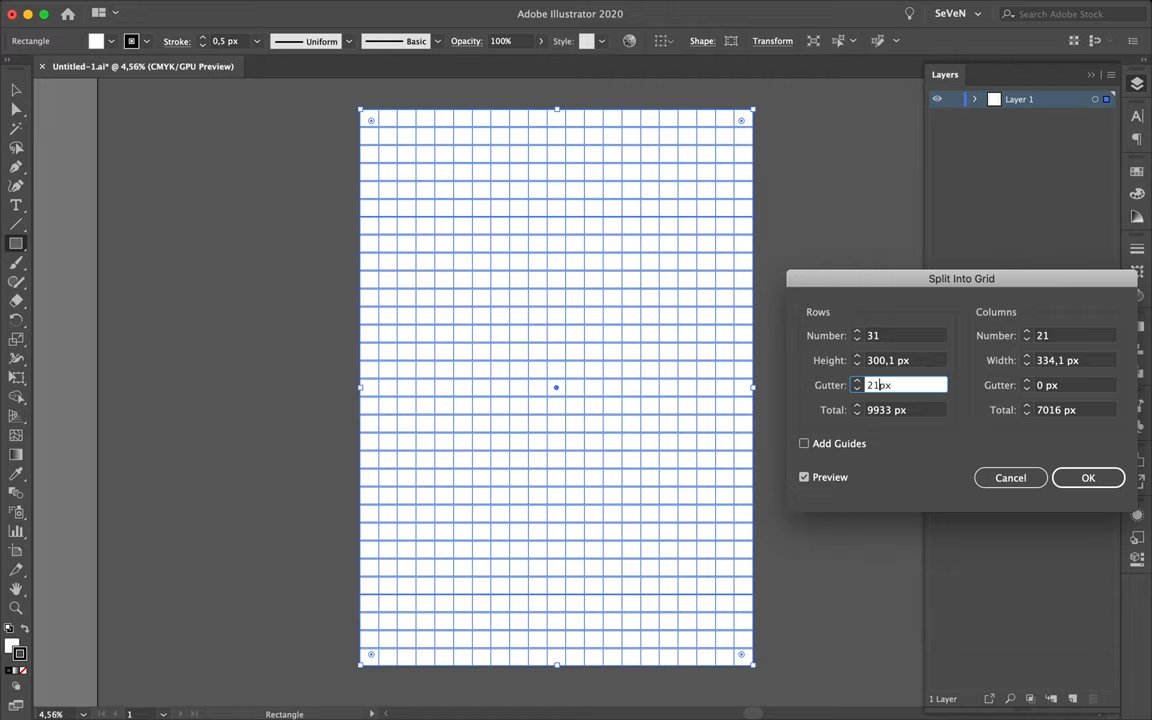 Adobe Illustrator 2020
SeVeN
Search Adobe Stock
Rectangle
Stroke:
0,5 px
Uniform
Basic
Opacity:
100%
Style:
Shape:
Transform
Untitled-1.ai* @ 4,56% (CMYK/GPU Preview)
Layers
Layer 1
Split Into Grid
Rows
Columns
Number: 31
Number: 21
Height: 300,1 px
Width: 334,1 px
Gutter: 21px
Gutter: 0 px
Total: 9933 px
Total: 7016 px
Add Guides
Preview
Cancel
OK
1 Layer
4,56%
1
Rectangle